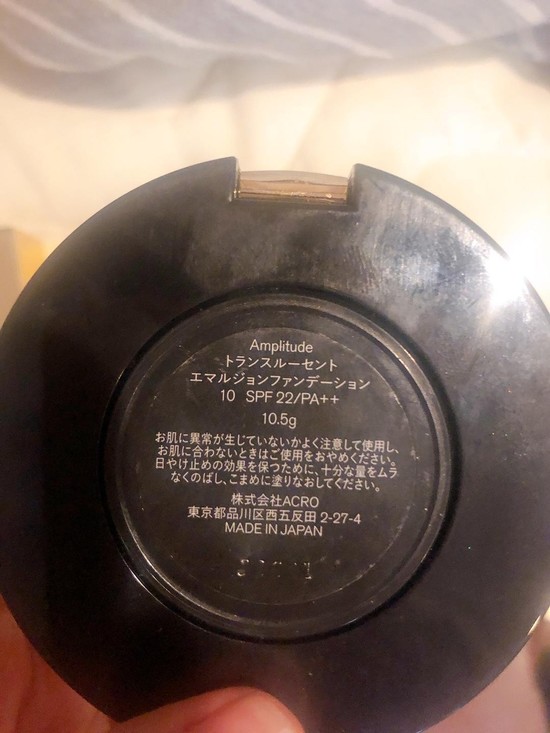 Amplitude
トランスルーセント
エマルジョンファンデーション
10 SPF 22/PA++
10.5g
お肌に異常が生じていないかよく注意して使用し、
お肌に合わないときはご使用をおやめください。
日やけ止めの効果を保つために、十分な量をムラ
なくのばし、こまめに塗りなおしてください。
株式会社ACRO
東京都品川区西五反田 2-27-4
MADE IN JAPAN